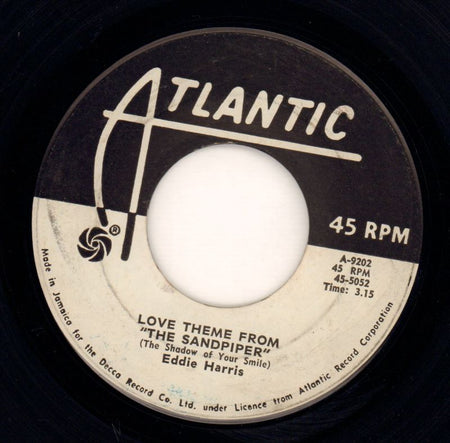 ATLANTIC
®
45 RPM
A-9202
45 RPM
45-5052
Time: 3.15
LOVE THEME FROM
"THE SANDPIPER"
(The Shadow of Your Smile)
Eddie Harris
Made in Jamaica for the Decca Record Co. Ltd. under Licence from Atlantic Record Corporation